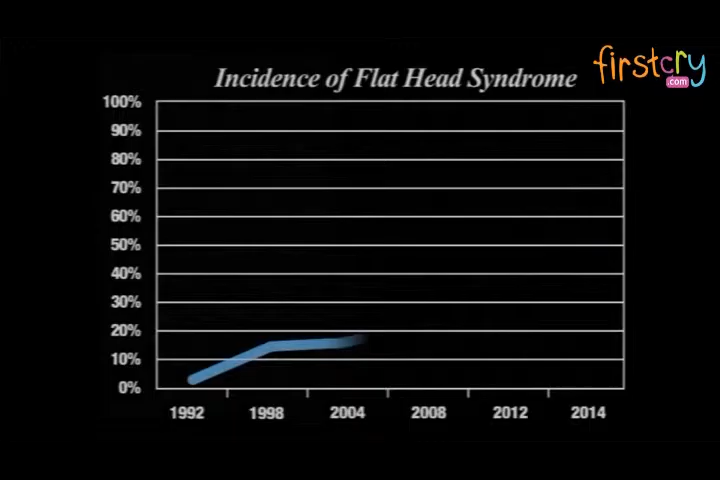 firstcry
.com
Incidence of Flat Head Syndrome
100%
90%
80%
70%
60%
50%
40%
30%
20%
10%
0%
1992 1998 2004 2008 2012 2014